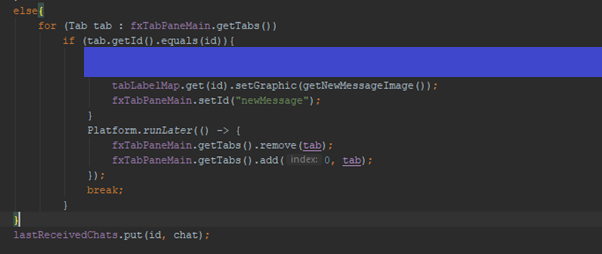 else{
for (Tab tab : fxTabPaneMain.getTabs())
if (tab.getId().equals(id)){
tabLabelMap.get(id).setGraphic(getNewMessageImage());
fxTabPaneMain.setId("newMessage");
}
Platform.runLater(() -> {
fxTabPaneMain.getTabs().remove(tab);
fxTabPaneMain.getTabs().add( index: 0, tab);
});
break;
}
}
lastReceivedChats.put(id, chat);